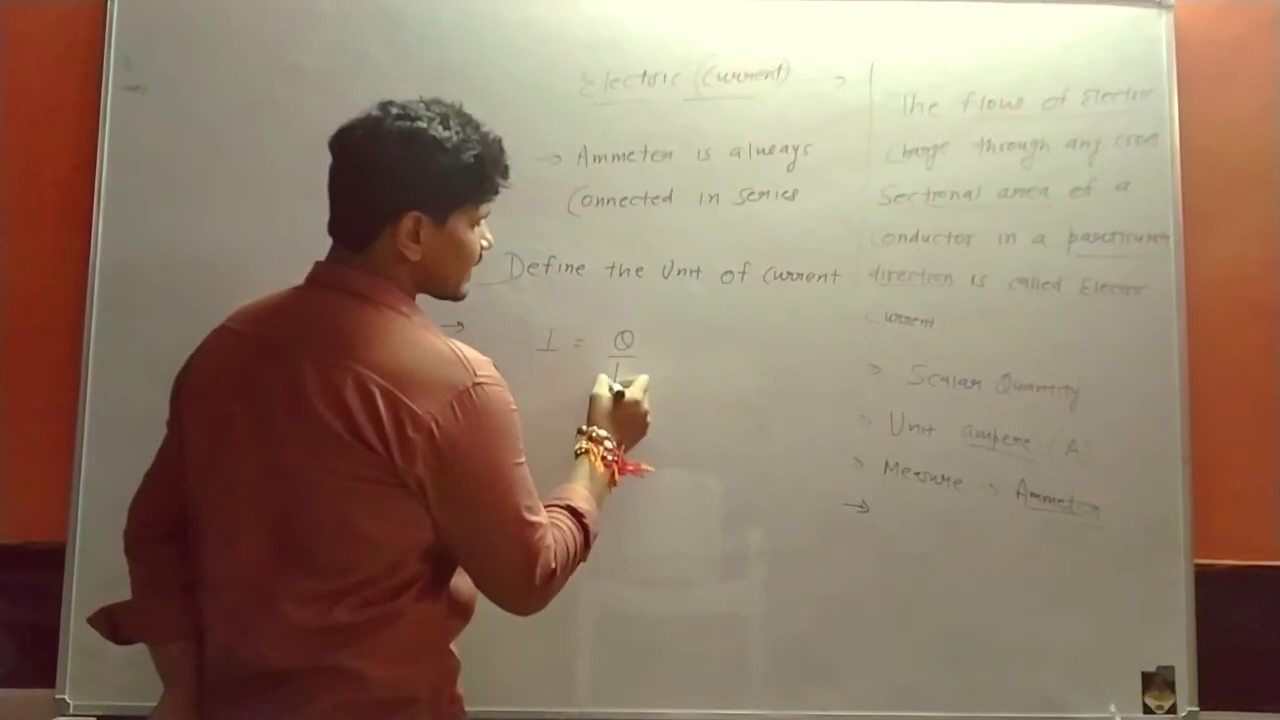 Electric (Current) →
→ Ammeter is always
Connected in series
Define the Unit of Current
→ I = Q
The flow of Electric
Charge through any cross
Sectional area of a
conductor in a particular
direction is called Electric
Current
> Scalar Quantity
> Unit ampere (A)
> Measure > Ammeter
→